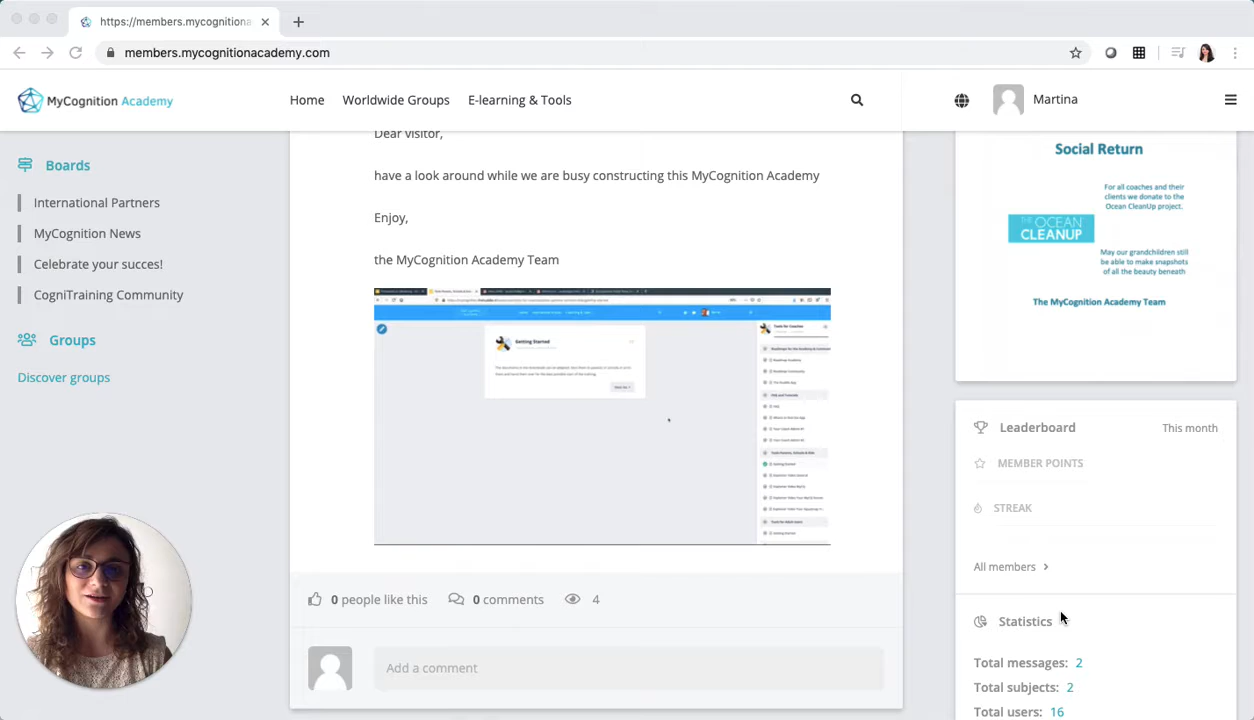 https://members.mycognitiona
members.mycognitionacademy.com
MyCognition Academy
Home
Worldwide Groups
E-learning & Tools
Martina
Boards
International Partners
MyCognition News
Celebrate your succes!
CogniTraining Community
Groups
Discover groups
Dear visitor,
have a look around while we are busy constructing this MyCognition Academy
Enjoy,
the MyCognition Academy Team
Getting Started
0 people like this
0 comments
4
Add a comment
Social Return
For all coaches and their
clients we donate to the
Ocean CleanUp project.
THE OCEAN
CLEANUP
May our grandchildren still
be able to make snapshots
of all the beauty beneath
The MyCognition Academy Team
Leaderboard
This month
MEMBER POINTS
STREAK
All members
Statistics
Total messages: 2
Total subjects: 2
Total users: 16